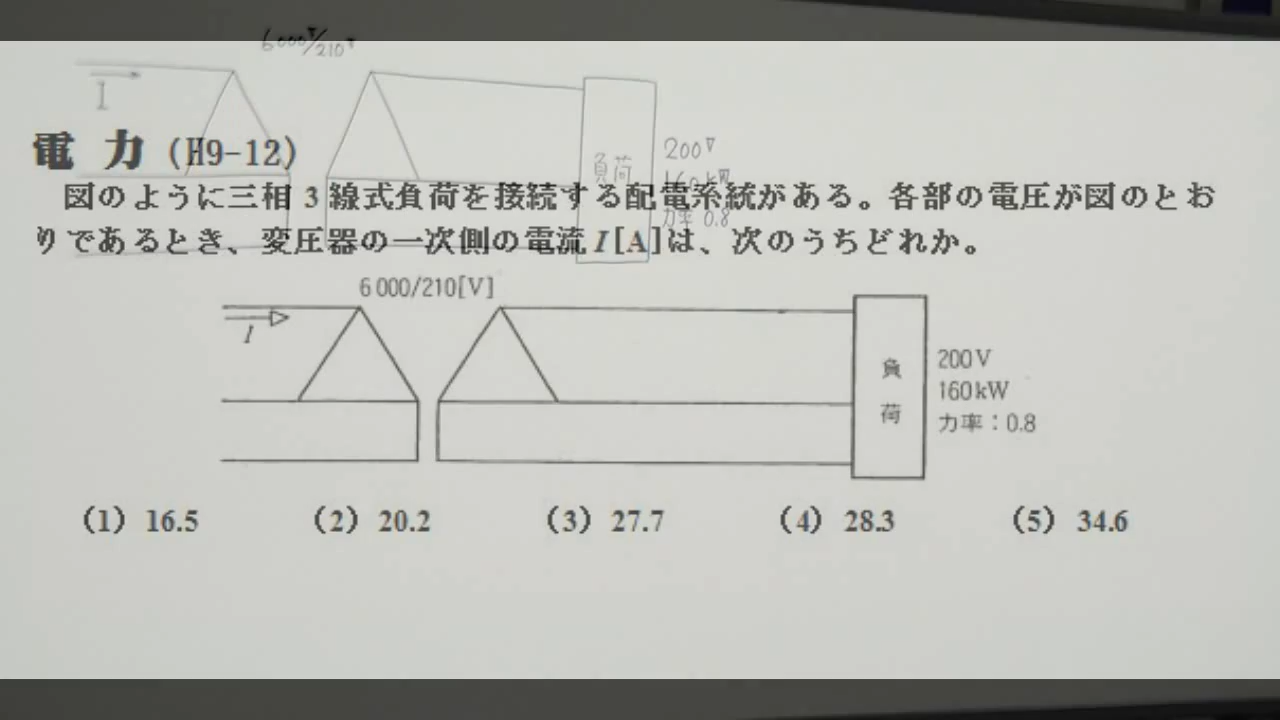 6000V/210V
I
負荷
200V
160kW
力率 0.8
電 力 (H9-12)
図のように三相 3 線式負荷を接続する配電系統がある。各部の電圧が図のとお
りであるとき、変圧器の一次側の電流 I[A]は、次のうちどれか。
6 000/210[V]
I
負荷
200V
160kW
力率：0.8
(1) 16.5 (2) 20.2 (3) 27.7 (4) 28.3 (5) 34.6